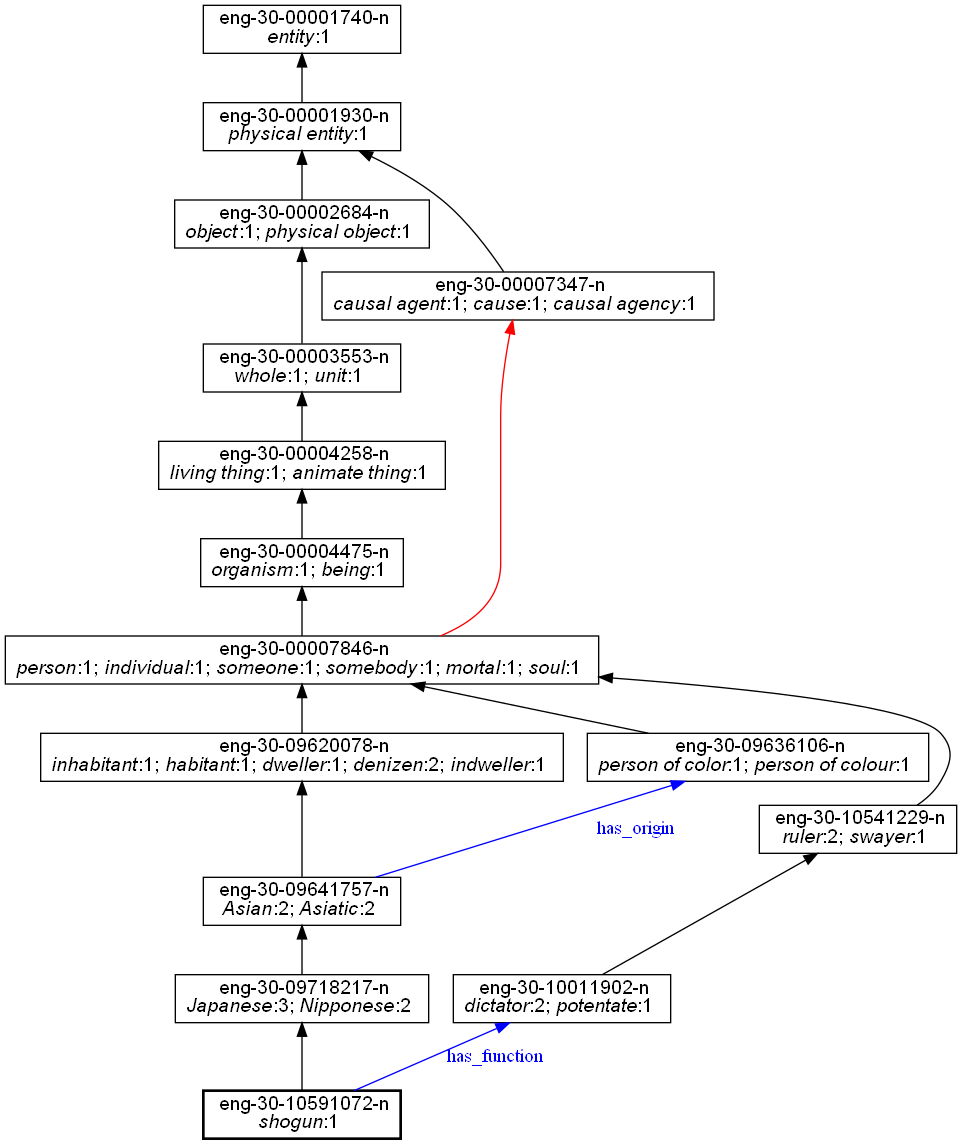 eng-30-00001740-n
entity:1
eng-30-00001930-n
physical entity:1
eng-30-00002684-n
object:1; physical object:1
eng-30-00007347-n
causal agent:1; cause:1; causal agency:1
eng-30-00003553-n
whole:1; unit:1
eng-30-00004258-n
living thing:1; animate thing:1
eng-30-00004475-n
organism:1; being:1
eng-30-00007846-n
person:1; individual:1; someone:1; somebody:1; mortal:1; soul:1
eng-30-09620078-n
inhabitant:1; habitant:1; dweller:1; denizen:2; indweller:1
eng-30-09636106-n
person of color:1; person of colour:1
eng-30-10541229-n
ruler:2; swayer:1
has_origin
eng-30-09641757-n
Asian:2; Asiatic:2
eng-30-09718217-n
Japanese:3; Nipponese:2
eng-30-10011902-n
dictator:2; potentate:1
has_function
eng-30-10591072-n
shogun:1